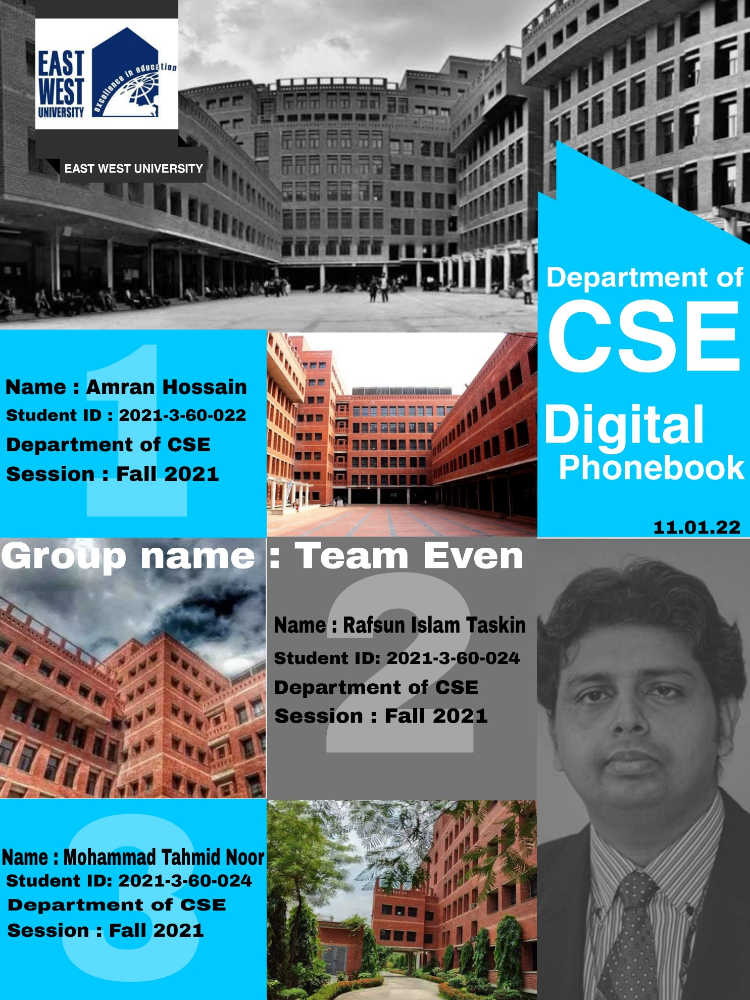 EAST
WEST
UNIVERSITY
excellence in education
EAST WEST UNIVERSITY
Department of
CSE
Digital
Phonebook
11.01.22
1
Name : Amran Hossain
Student ID : 2021-3-60-022
Department of CSE
Session : Fall 2021
Group name : Team Even
2
Name : Rafsun Islam Taskin
Student ID: 2021-3-60-024
Department of CSE
Session : Fall 2021
3
Name : Mohammad Tahmid Noor
Student ID: 2021-3-60-024
Department of CSE
Session : Fall 2021